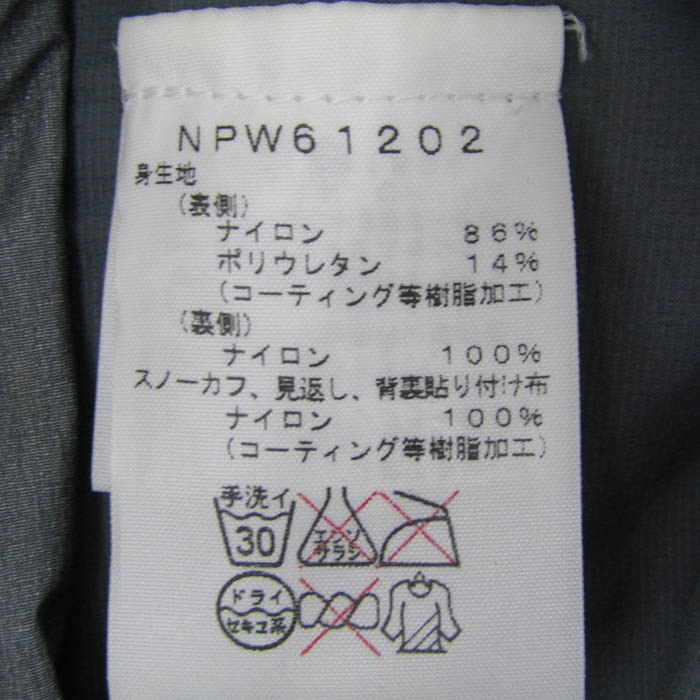 NPW61202
身生地
(表側)
ナイロン 86%
ポリウレタン 14%
(コーティング等樹脂加工)
(裏側)
ナイロン 100%
スノーカフ、見返し、背裏貼り付け布
ナイロン 100%
(コーティング等樹脂加工)
手洗イ
30
エンソ
サラシ
ドライ
セキユ系